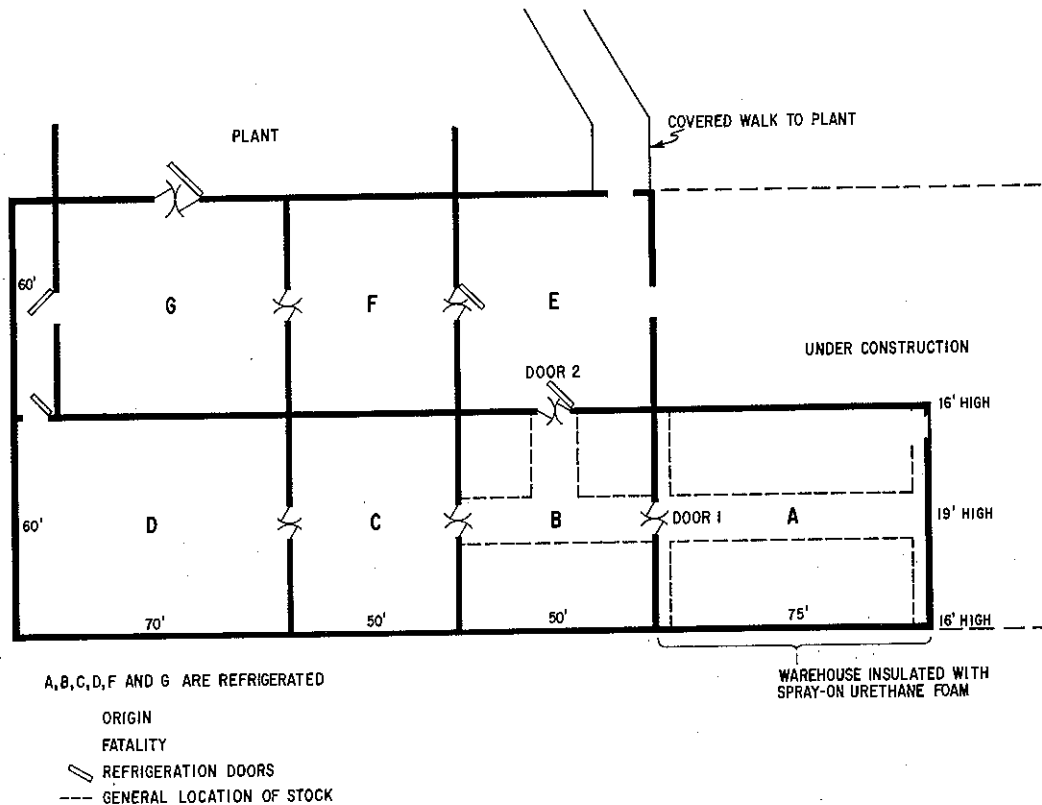 PLANT
COVERED WALK TO PLANT
60'
G
F
E
UNDER CONSTRUCTION
DOOR 2
16' HIGH
60'
D
C
B
DOOR 1
A
19' HIGH
70'
50'
50'
75'
16' HIGH
A,B,C,D,F AND G ARE REFRIGERATED
WAREHOUSE INSULATED WITH
SPRAY-ON URETHANE FOAM
ORIGIN
FATALITY
REFRIGERATION DOORS
GENERAL LOCATION OF STOCK